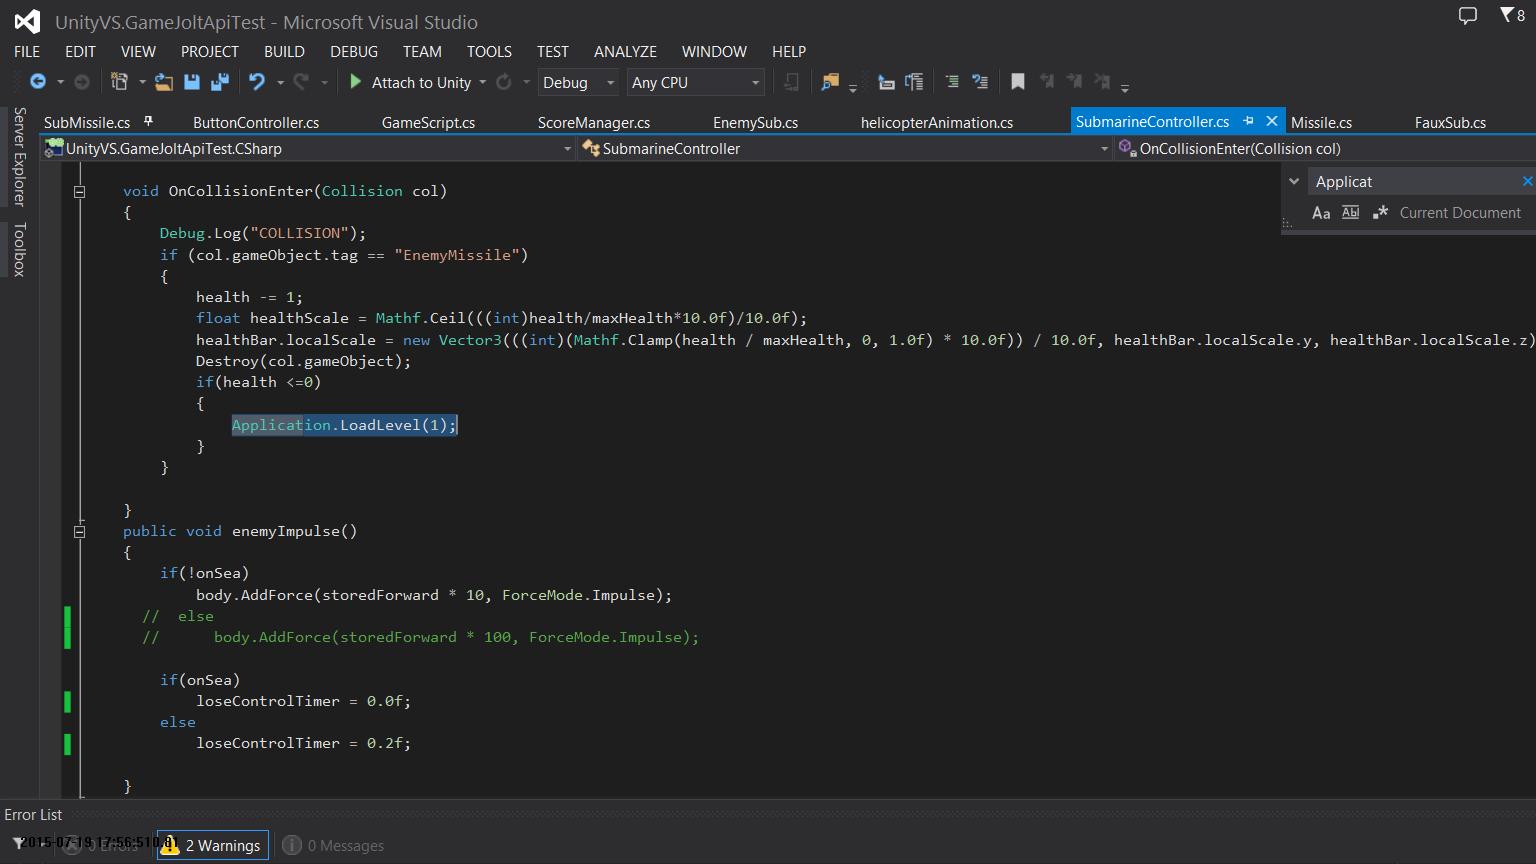 UnityVS.GameJoltApiTest - Microsoft Visual Studio
8
FILE EDIT VIEW PROJECT BUILD DEBUG TEAM TOOLS TEST ANALYZE WINDOW HELP
Attach to Unity Debug Any CPU
Server Explorer
Toolbox
SubMissile.cs ButtonController.cs GameScript.cs ScoreManager.cs EnemySub.cs helicopterAnimation.cs SubmarineController.cs Missile.cs FauxSub.cs
UnityVS.GameJoltApiTest.CSharp SubmarineController OnCollisionEnter(Collision col)
Applicat
Aa Abl .* Current Document
void OnCollisionEnter(Collision col)
{
Debug.Log("COLLISION");
if (col.gameObject.tag == "EnemyMissile")
{
health -= 1;
float healthScale = Mathf.Ceil(((int)health/maxHealth*10.0f)/10.0f);
healthBar.localScale = new Vector3(((int)(Mathf.Clamp(health / maxHealth, 0, 1.0f) * 10.0f)) / 10.0f, healthBar.localScale.y, healthBar.localScale.z)
Destroy(col.gameObject);
if(health <=0)
{
Application.LoadLevel(1);
}
}
}
public void enemyImpulse()
{
if(!onSea)
body.AddForce(storedForward * 10, ForceMode.Impulse);
// else
// body.AddForce(storedForward * 100, ForceMode.Impulse);
if(onSea)
loseControlTimer = 0.0f;
else
loseControlTimer = 0.2f;
}
Error List
0 Errors 2 Warnings 0 Messages